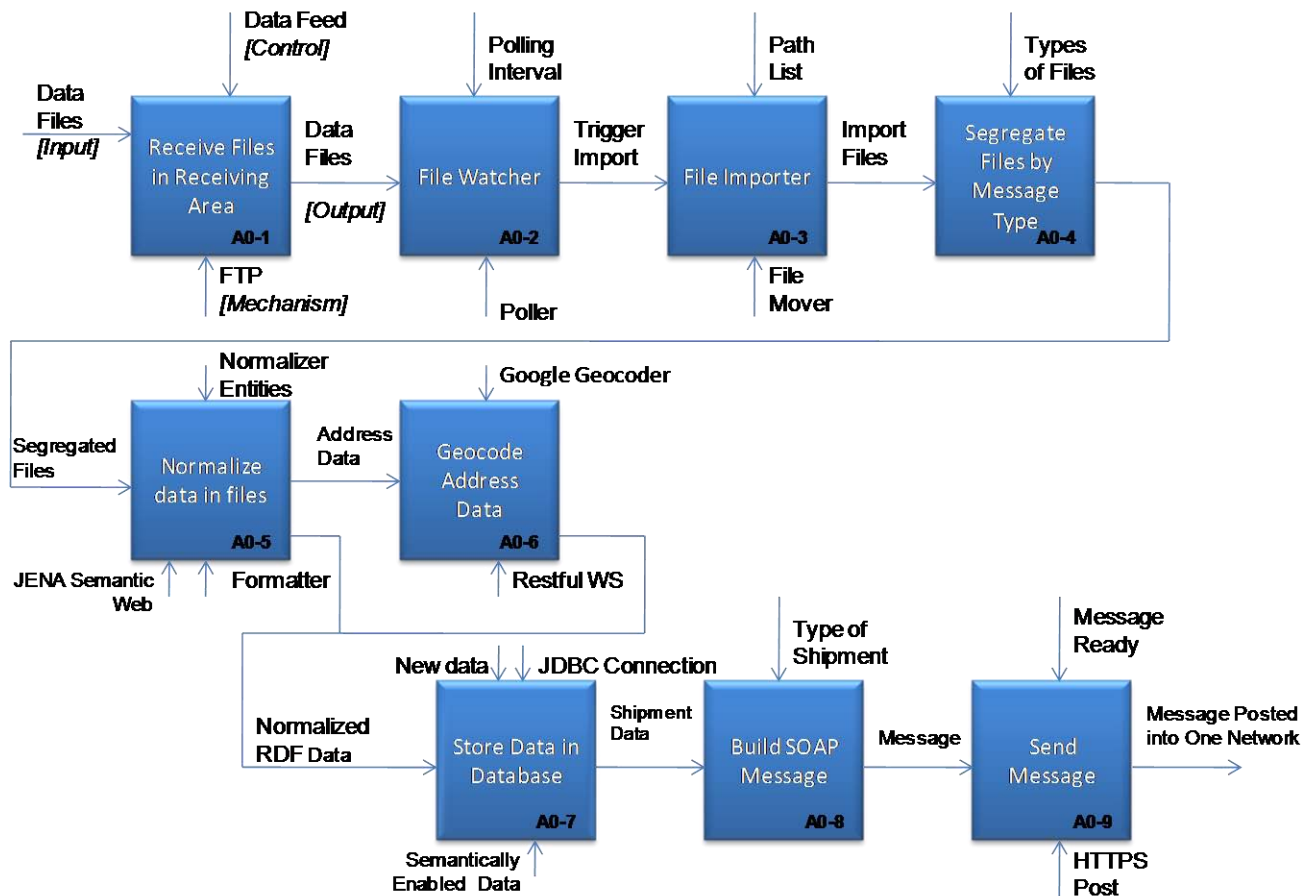 Data Feed
[Control]
Polling
Interval
Path
List
Types
of Files
Data
Files
[Input]
Receive Files
in Receiving
Area
A0-1
Data
Files
[Output]
File Watcher
A0-2
Trigger
Import
File Importer
A0-3
Import
Files
Segregate
Files by
Message
Type
A0-4
FTP
[Mechanism]
Poller
File
Mover
Normalizer
Entities
Google Geocoder
Segregated
Files
Normalize
data in files
A0-5
Address
Data
Geocode
Address
Data
A0-6
JENA Semantic
Web
Formatter
Restful WS
New data
JDBC Connection
Type of
Shipment
Message
Ready
Normalized
RDF Data
Store Data in
Database
A0-7
Shipment
Data
Build SOAP
Message
A0-8
Message
Send
Message
A0-9
Message Posted
into One Network
Semantically
Enabled Data
HTTPS
Post